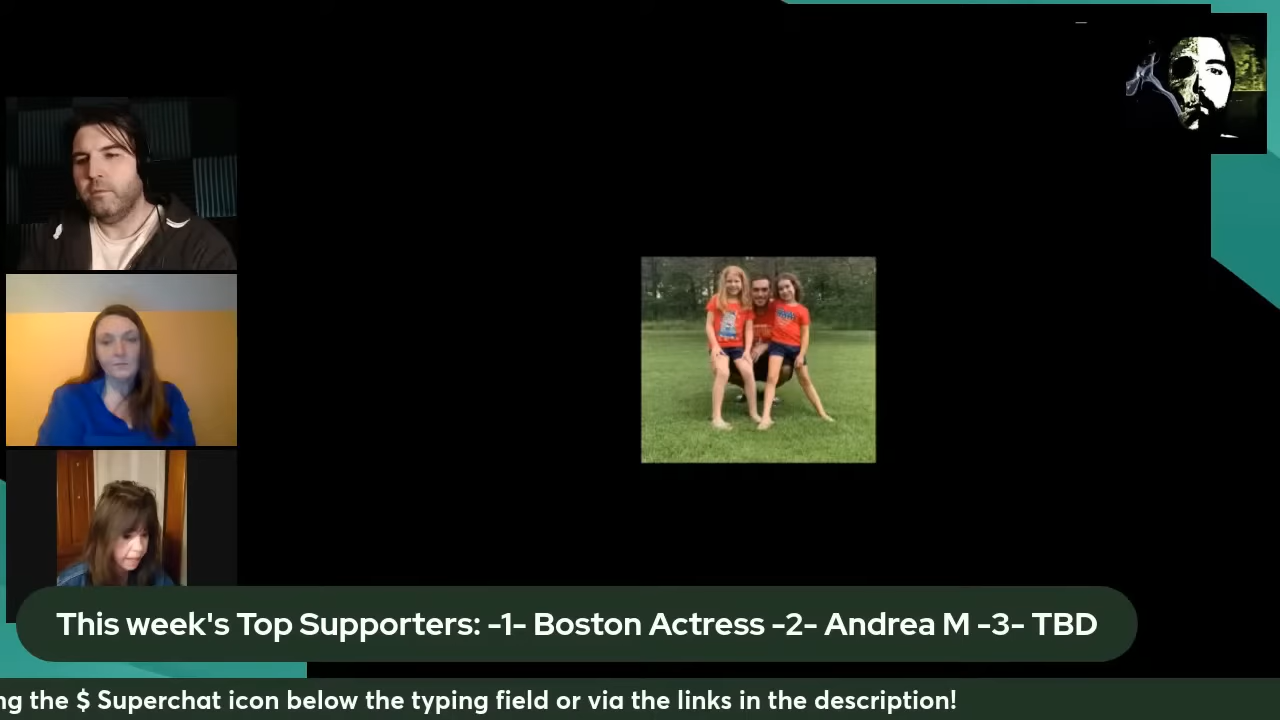 This week's Top Supporters: -1- Boston Actress -2- Andrea M -3- TBD
ng the $ Superchat icon below the typing field or via the links in the description!